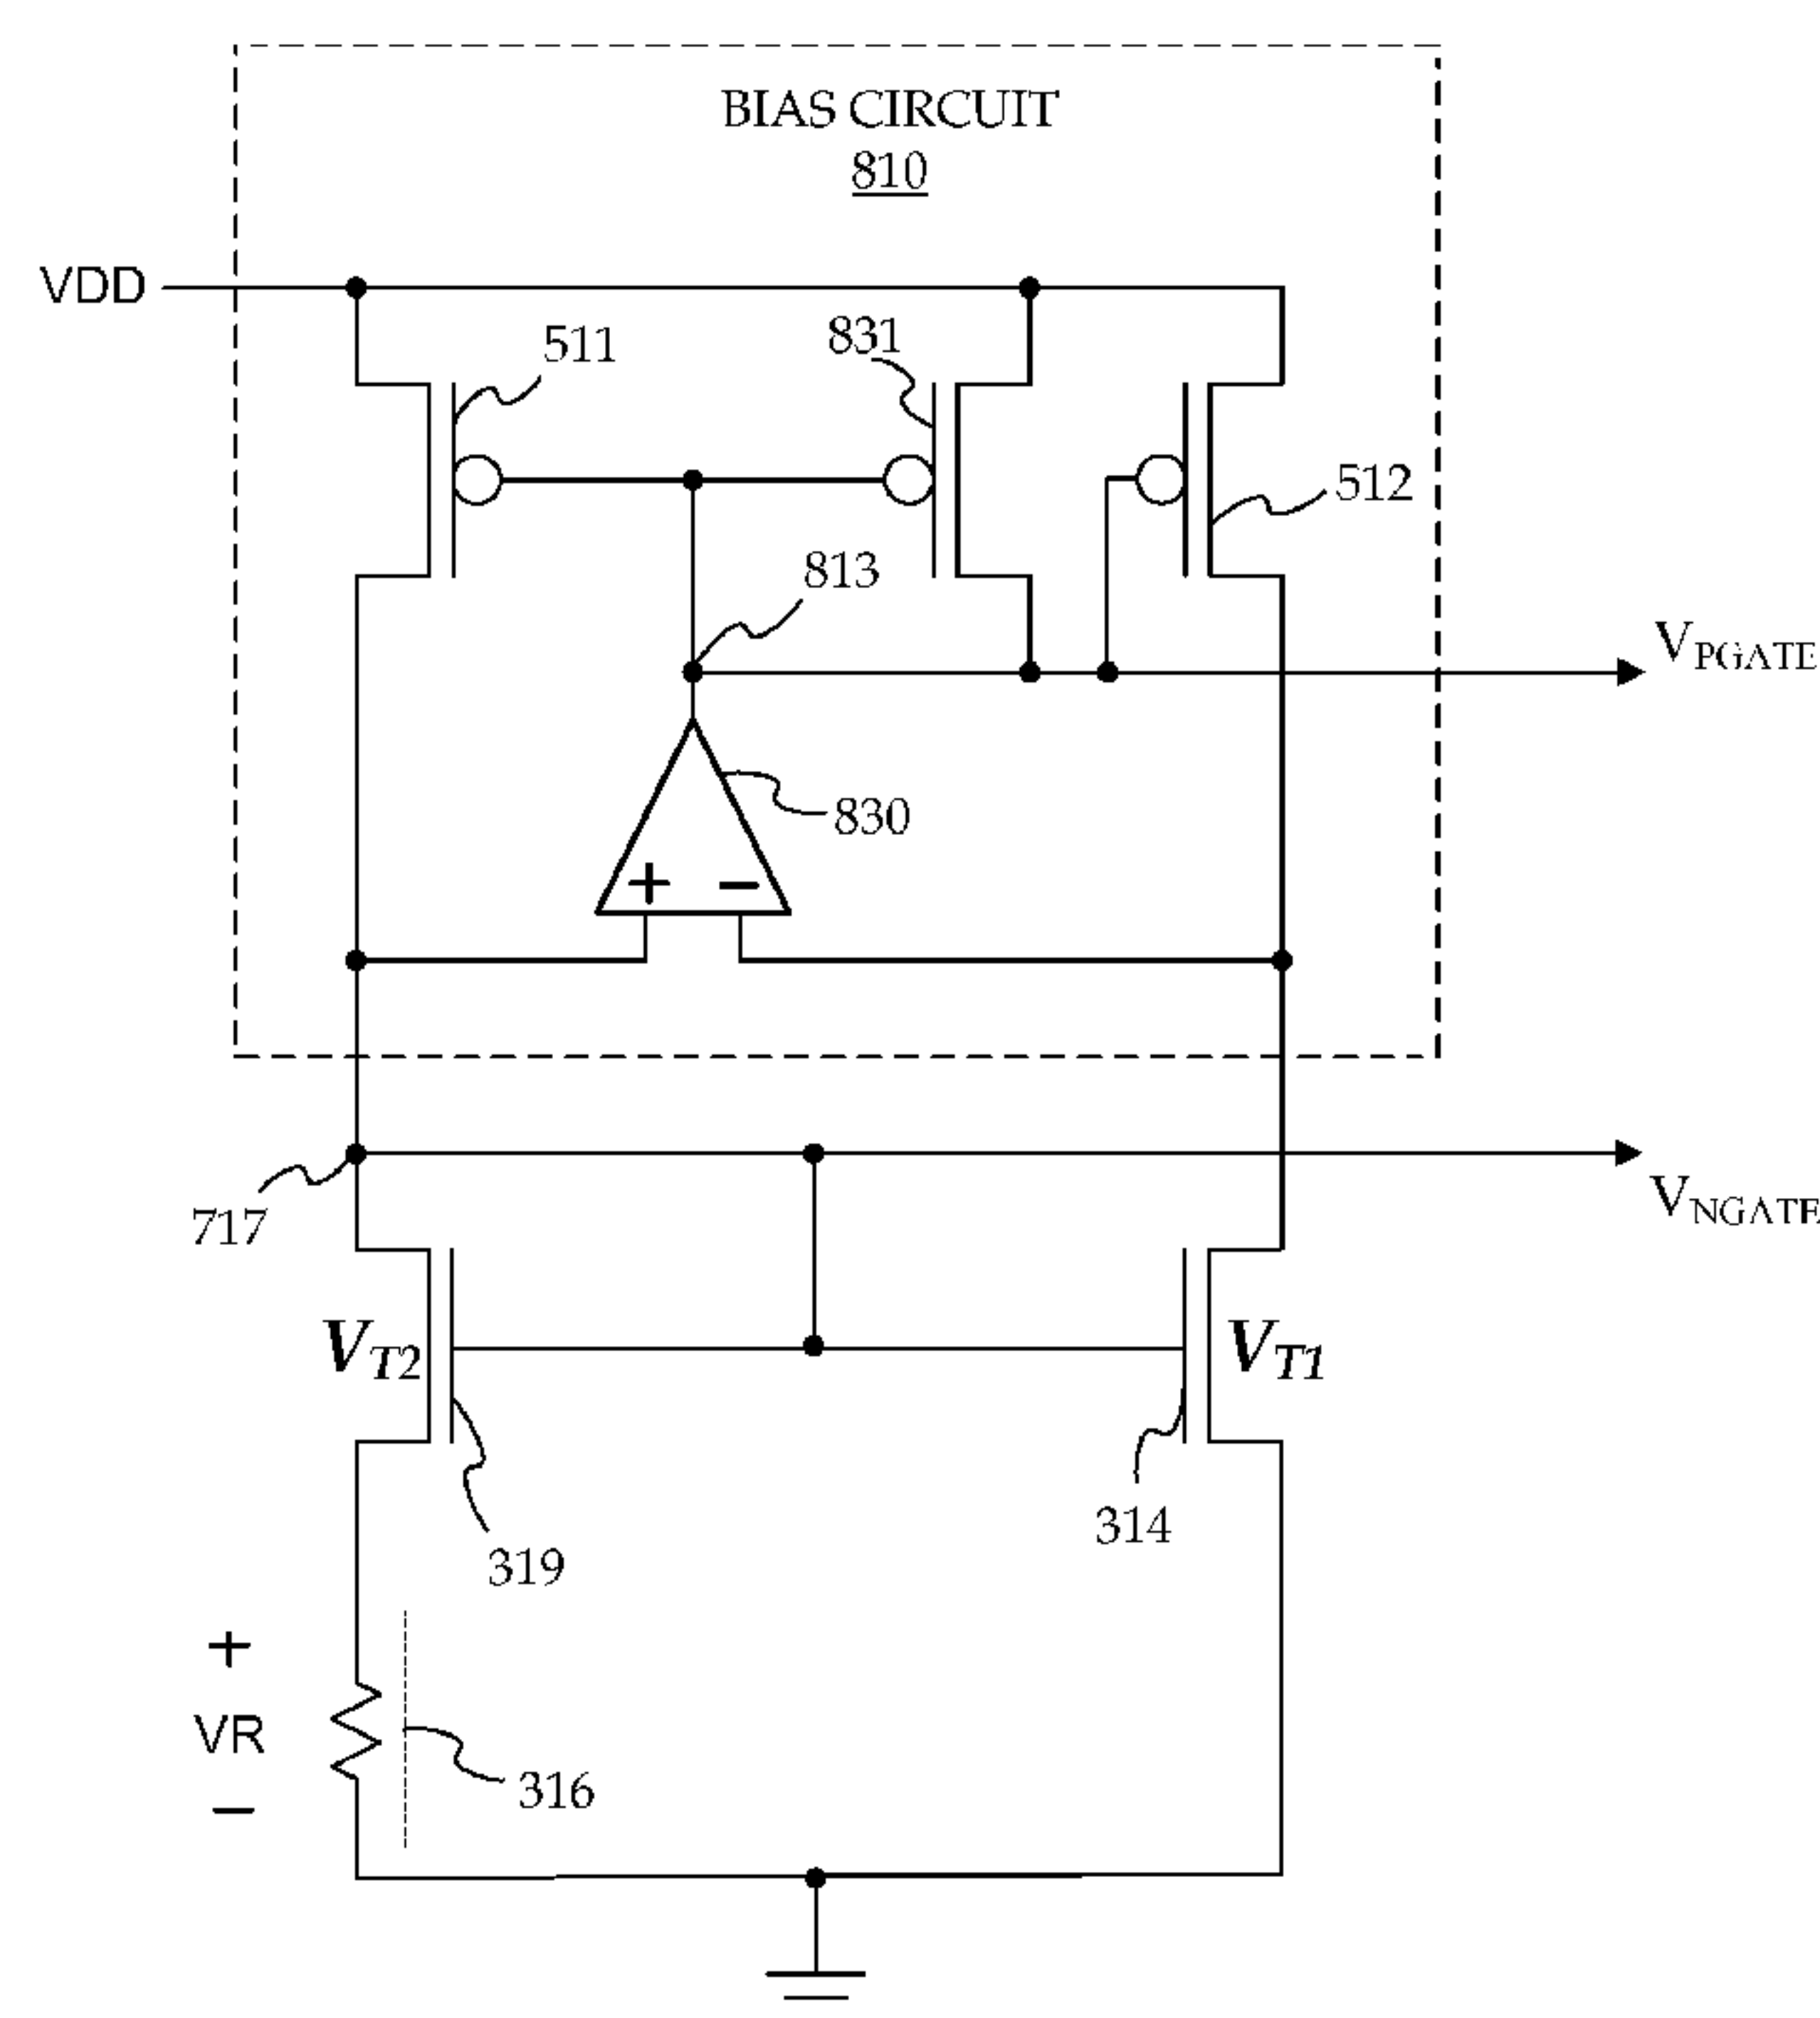 BIAS CIRCUIT
810
VDD
511
831
512
813
VPGATE
830
+ −
717
VNGATE
VT2
VT1
314
319
+
VR
316
−